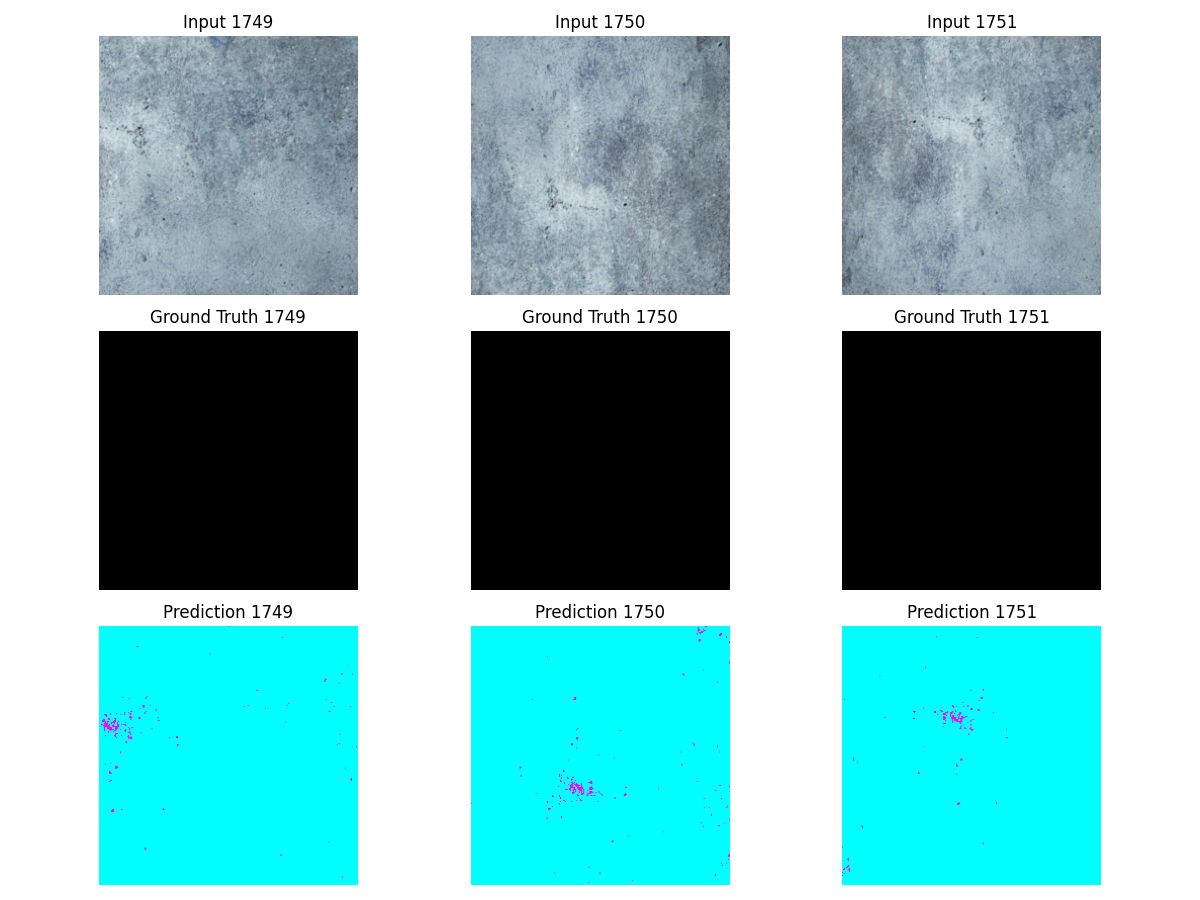 Input 1749
Input 1750
Input 1751
Ground Truth 1749
Ground Truth 1750
Ground Truth 1751
Prediction 1749
Prediction 1750
Prediction 1751